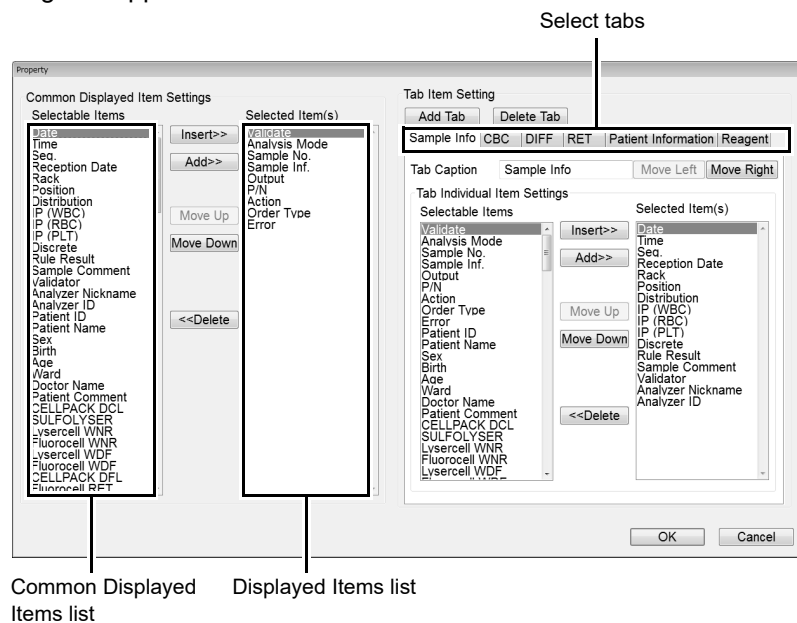 Select tabs
Property
Common Displayed Item Settings
Selectable Items
Date
Time
Seq.
Reception Date
Rack
Position
Distribution
IP (WBC)
IP (RBC)
IP (PLT)
Discrete
Rule Result
Sample Comment
Validator
Analyzer Nickname
Analyzer ID
Patient ID
Patient Name
Sex
Birth
Age
Ward
Doctor Name
Patient Comment
CELLPACK DCL
SULFOLYSER
Lysercell WNR
Fluorocell WNR
Lysercell WDF
Fluorocell WDF
CELLPACK DFL
Fluorocell RET
Insert>>
Add>>
Move Up
Move Down
<<Delete
Selected Item(s)
Validate
Analysis Mode
Sample No.
Sample Inf.
Output
P/N
Action
Order Type
Error
Tab Item Setting
Add Tab Delete Tab
Sample Info CBC DIFF RET Patient Information Reagent
Tab Caption Sample Info Move Left Move Right
Tab Individual Item Settings
Selectable Items
Validate
Analysis Mode
Sample No.
Sample Inf.
Output
P/N
Action
Order Type
Error
Patient ID
Patient Name
Sex
Birth
Age
Ward
Doctor Name
Patient Comment
CELLPACK DCL
SULFOLYSER
Lysercell WNR
Fluorocell WNR
Lysercell WDF
Insert>>
Add>>
Move Up
Move Down
<<Delete
Selected Item(s)
Date
Time
Seq.
Reception Date
Rack
Position
Distribution
IP (WBC)
IP (RBC)
IP (PLT)
Discrete
Rule Result
Sample Comment
Validator
Analyzer Nickname
Analyzer ID
OK Cancel
Common Displayed
Items list
Displayed Items list